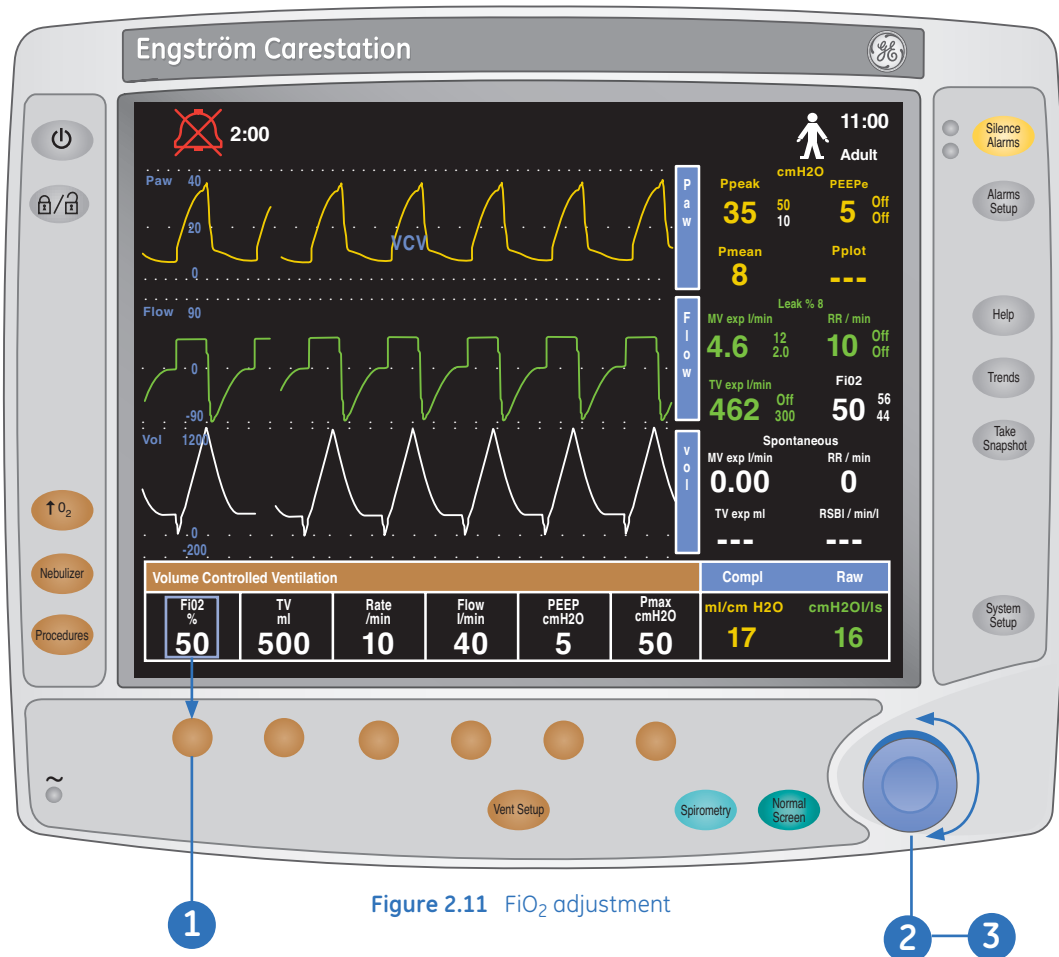 Engström Carestation
2:00
11:00
Adult
Silence
Alarms
Alarms
Setup
Help
Trends
Take
Snapshot
System
Setup
↑O₂
Nebulizer
Procedures
Paw 40
20
0
VCV
Flow 90
0
-90
Vol 1200
0
-200
Paw
Flow
vol
cmH2O
Ppeak PEEPe
35 50 10 5 Off Off
Pmean Pplot
8 ---
Leak % 8
MV exp l/min RR / min
4.6 12 2.0 10 Off Off
TV exp l/min Fi02
462 Off 300 50 56 44
Spontaneous
MV exp l/min RR / min
0.00 0
TV exp ml RSBI / min/l
--- ---
Volume Controlled Ventilation Compl Raw
Fi02 % TV ml Rate /min Flow l/min PEEP cmH2O Pmax cmH2O ml/cm H2O cmH2Ol/ls
50 500 10 40 5 50 17 16
~
Vent Setup
Spirometry
Normal
Screen
Figure 2.11 FiO₂ adjustment
1
2
3